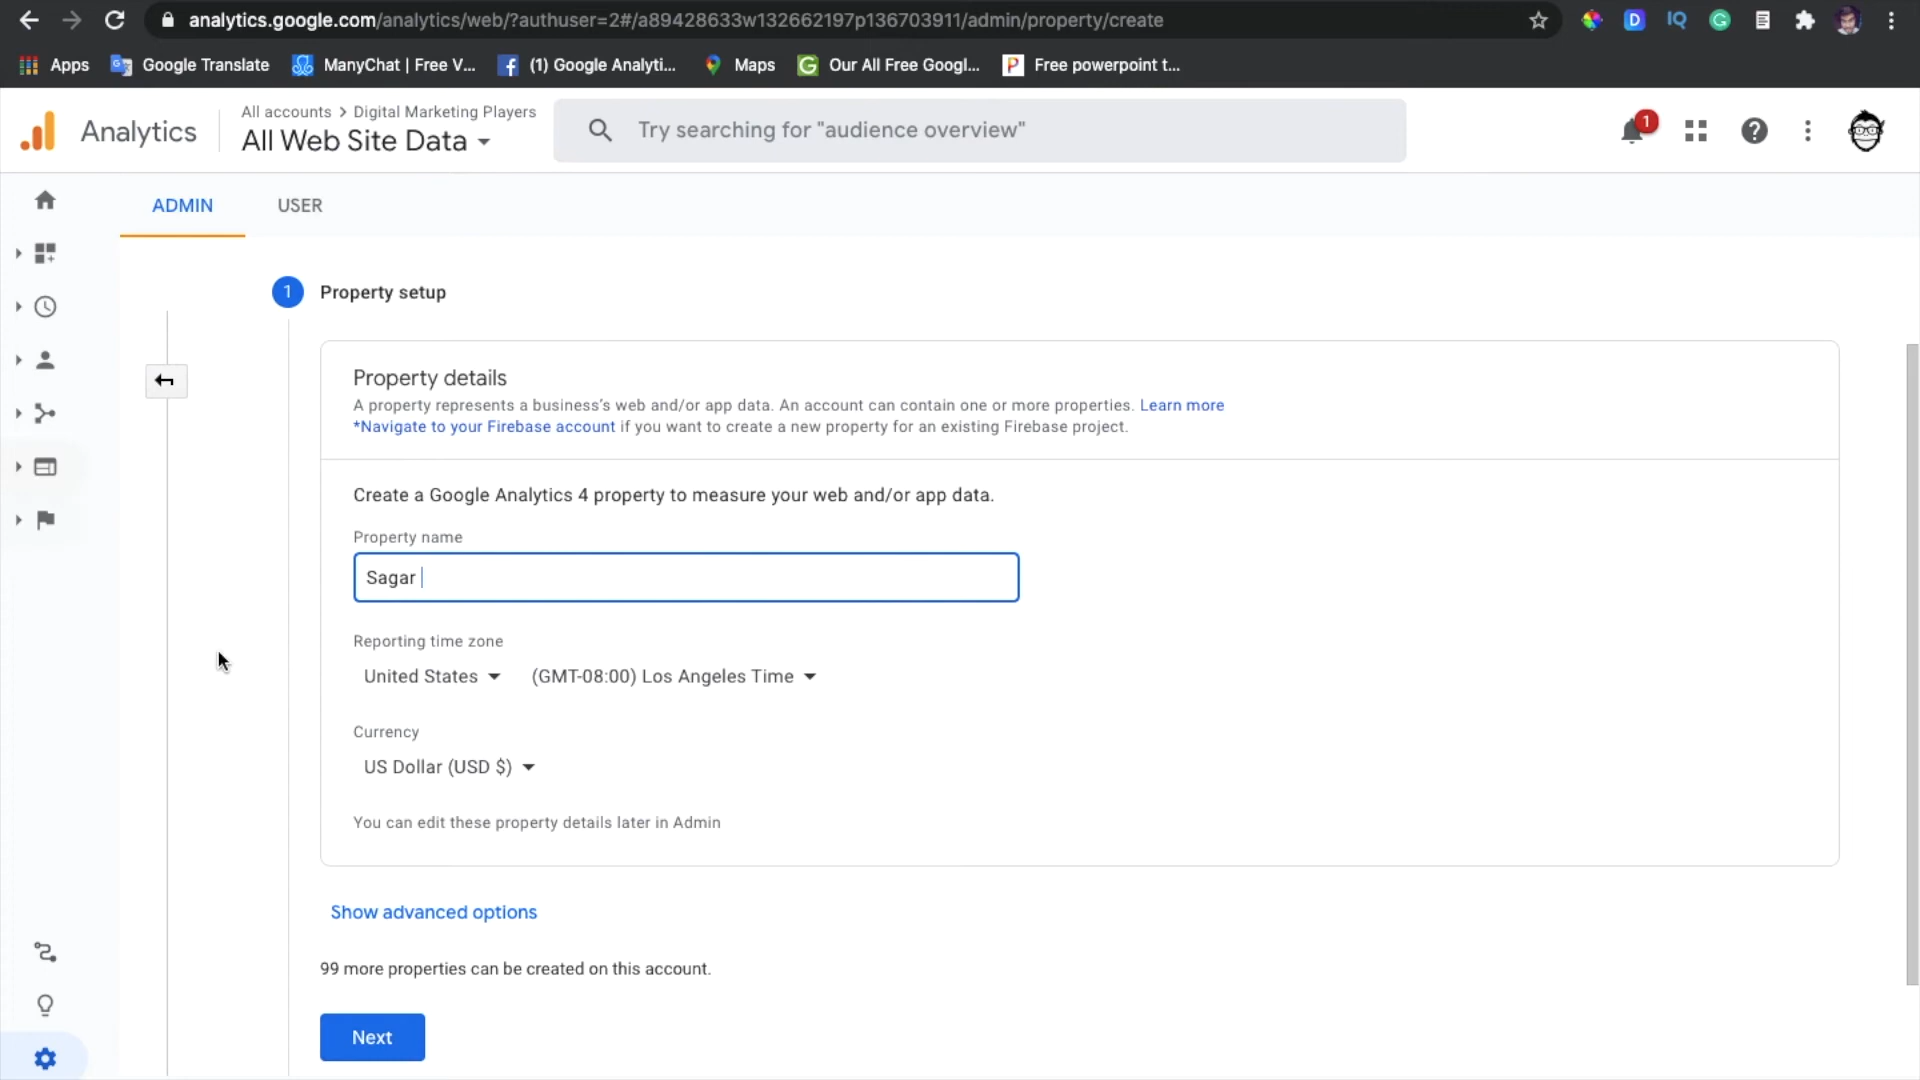 analytics.google.com/analytics/web/?authuser=2#/a89428633w132662197p136703911/admin/property/create
Apps Google Translate ManyChat | Free V... (1) Google Analyti... Maps Our All Free Googl... Free powerpoint t...
Analytics
All accounts > Digital Marketing Players
All Web Site Data
Try searching for "audience overview"
1
ADMIN USER
1 Property setup
Property details
A property represents a business's web and/or app data. An account can contain one or more properties. Learn more
*Navigate to your Firebase account if you want to create a new property for an existing Firebase project.
Create a Google Analytics 4 property to measure your web and/or app data.
Property name
Sagar
Reporting time zone
United States (GMT-08:00) Los Angeles Time
Currency
US Dollar (USD $)
You can edit these property details later in Admin
Show advanced options
99 more properties can be created on this account.
Next